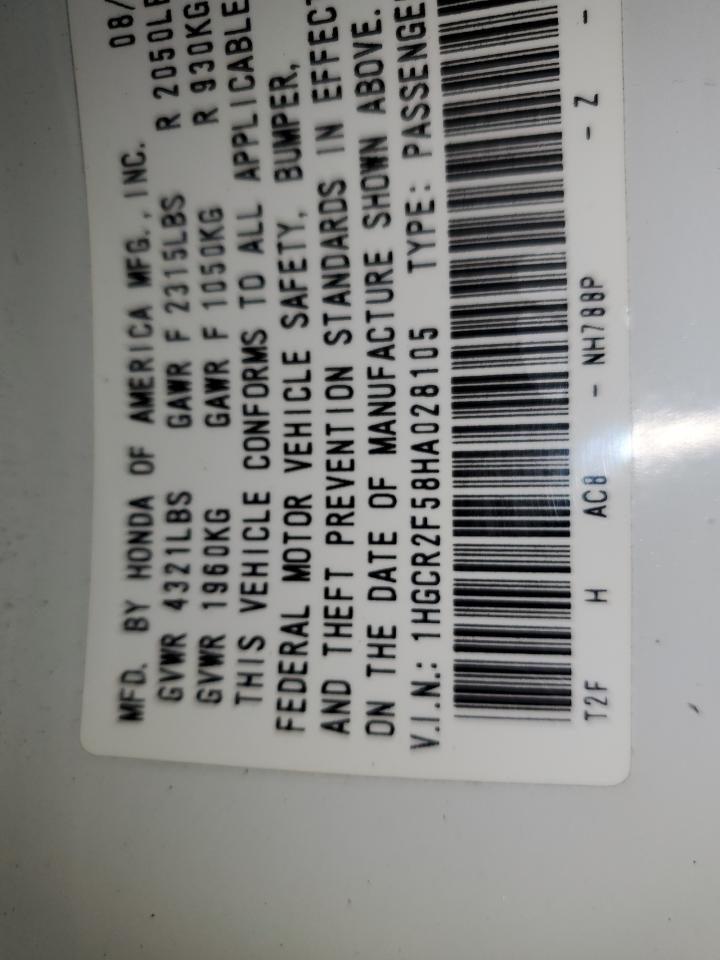 MFD. BY HONDA OF AMERICA MFG., INC. 08/
GVWR 4321LBS GAWR F 2315LBS R 2050LB
GVWR 1960KG GAWR F 1050KG R 930KG
THIS VEHICLE CONFORMS TO ALL APPLICABLE
FEDERAL MOTOR VEHICLE SAFETY, BUMPER,
AND THEFT PREVENTION STANDARDS IN EFFECT
ON THE DATE OF MANUFACTURE SHOWN ABOVE.
V.I.N.: 1HGCR2F58HA028105 TYPE: PASSENGE
T2F H AC8 - NH788P - Z -